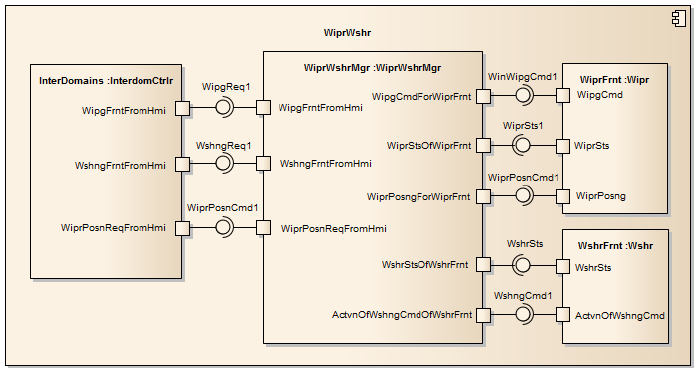 WiprWshr
InterDomains :InterdomCtrlr
WipgFrntFromHmi
WshngFrntFromHmi
WiprPosnReqFromHmi
WipgReq1
WshngReq1
WiprPosnCmd1
WiprWshrMgr :WiprWshrMgr
WipgFrntFromHmi
WshngFrntFromHmi
WiprPosnReqFromHmi
WipgCmdForWiprFrnt
WiprStsOfWiprFrnt
WiprPosngForWiprFrnt
WshrStsOfWshrFrnt
ActvnOfWshngCmdOfWshrFrnt
WinWipgCmd1
WiprSts1
WiprPosnCmd1
WshrSts
WshngCmd1
WiprFrnt :Wipr
WipgCmd
WiprSts
WiprPosng
WshrFrnt :Wshr
WshrSts
ActvnOfWshngCmd